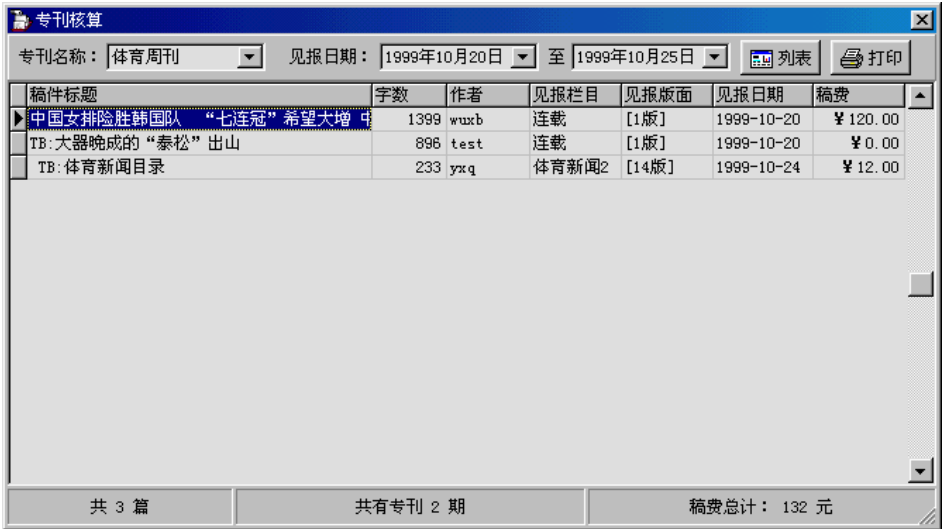 专刊核算
专刊名称： 体育周刊 见报日期： 1999年10月20日 至 1999年10月25日 列表 打印
稿件标题 字数 作者 见报栏目 见报版面 见报日期 稿费
中国女排险胜韩国队 “七连冠”希望大增 1399 wuxb 连载 [1版] 1999-10-20 ￥120.00
TB:大器晚成的“泰松”出山 896 test 连载 [1版] 1999-10-20 ￥0.00
TB:体育新闻目录 233 yxq 体育新闻2 [14版] 1999-10-24 ￥12.00
共 3 篇 共有专刊 2 期 稿费总计： 132 元